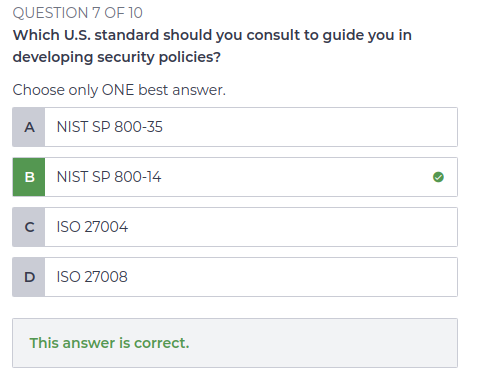 QUESTION 7 OF 10
Which U.S. standard should you consult to guide you in
developing security policies?
Choose only ONE best answer.
A NIST SP 800-35
B NIST SP 800-14
C ISO 27004
D ISO 27008
This answer is correct.